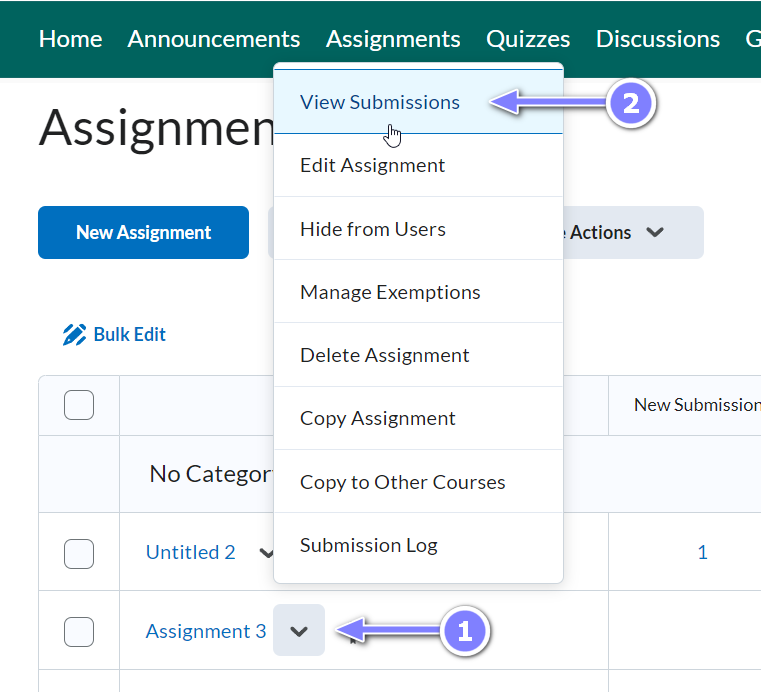 Home Announcements Assignments Quizzes Discussions G
View Submissions 2
Assignmen
Edit Assignment
Hide from Users
New Assignment Actions
Manage Exemptions
Bulk Edit
Delete Assignment
New Submission
Copy Assignment
No Categor
Copy to Other Courses
Untitled 2 1
Submission Log
Assignment 3 1